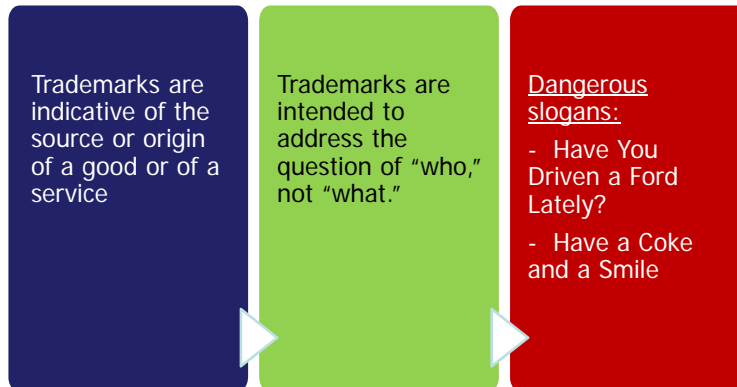 Trademarks are
indicative of the
source or origin
of a good or of a
service
Trademarks are
intended to
address the
question of “who,”
not “what.”
Dangerous
slogans:
- Have You
Driven a Ford
Lately?
- Have a Coke
and a Smile